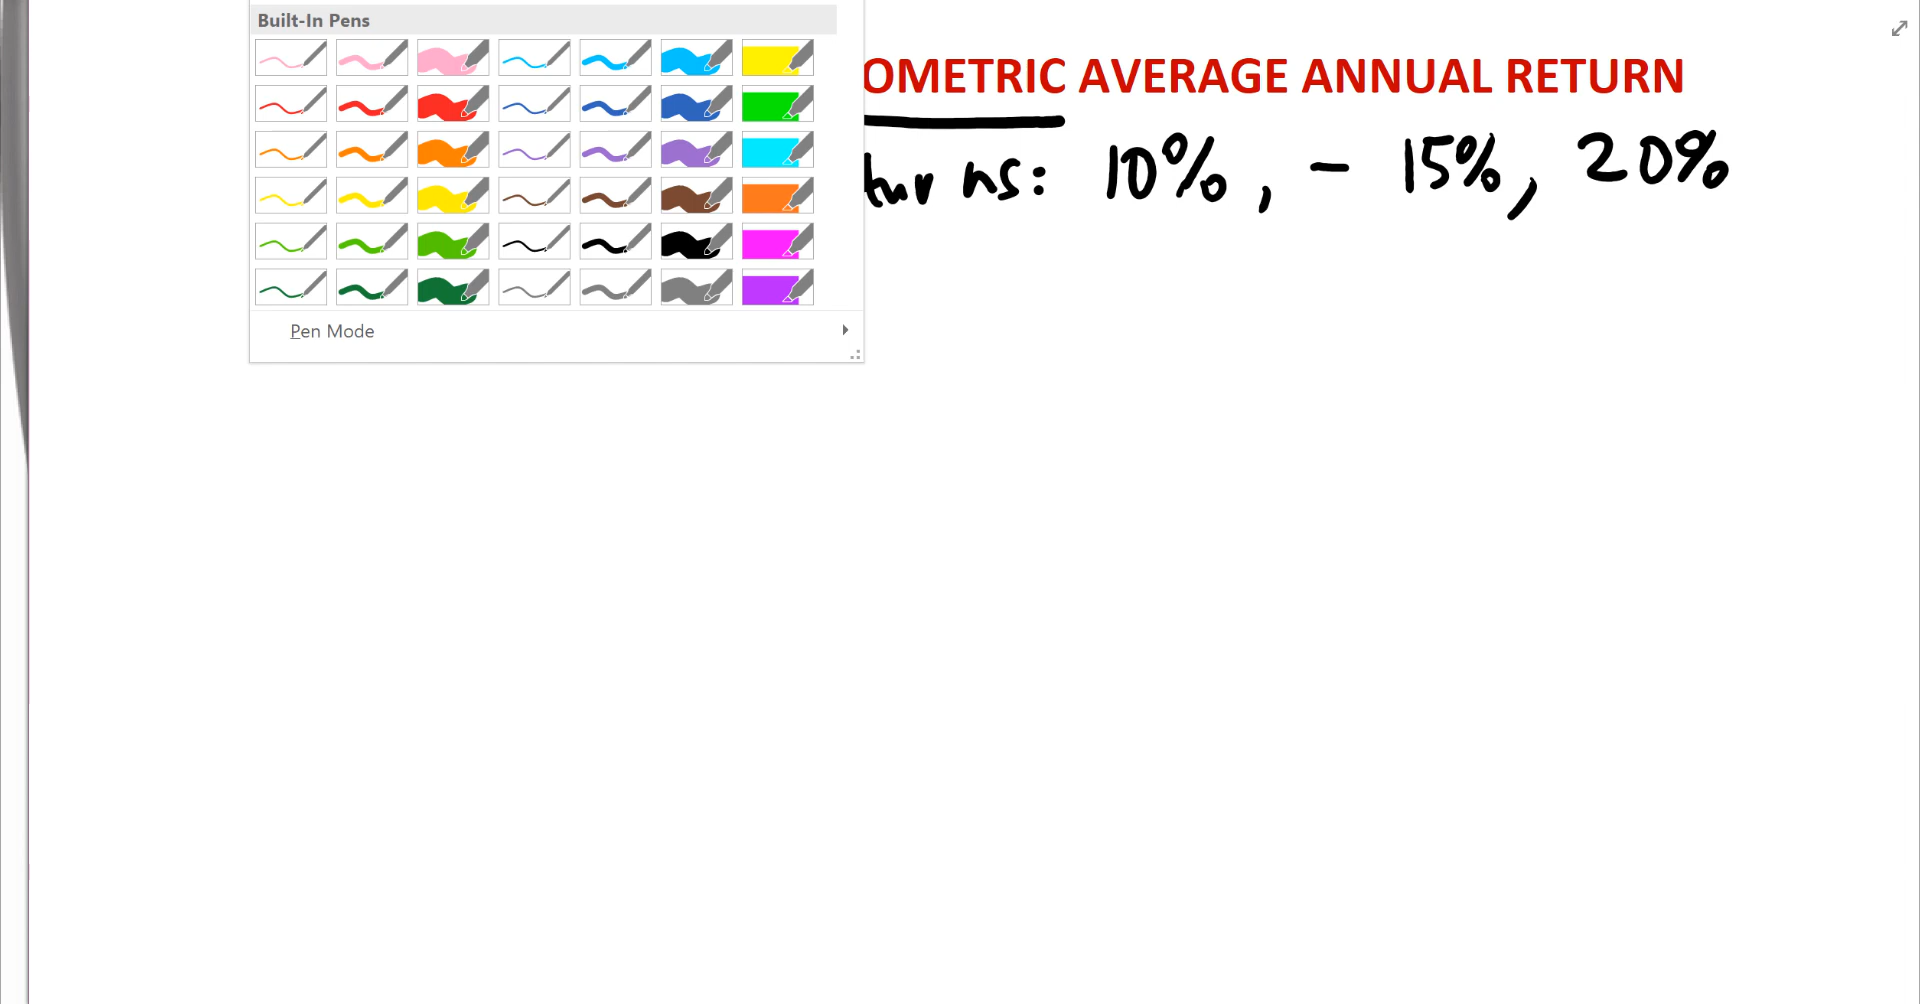 Built-In Pens
OMETRIC AVERAGE ANNUAL RETURN
turns: 10%, - 15%, 20%
Pen Mode